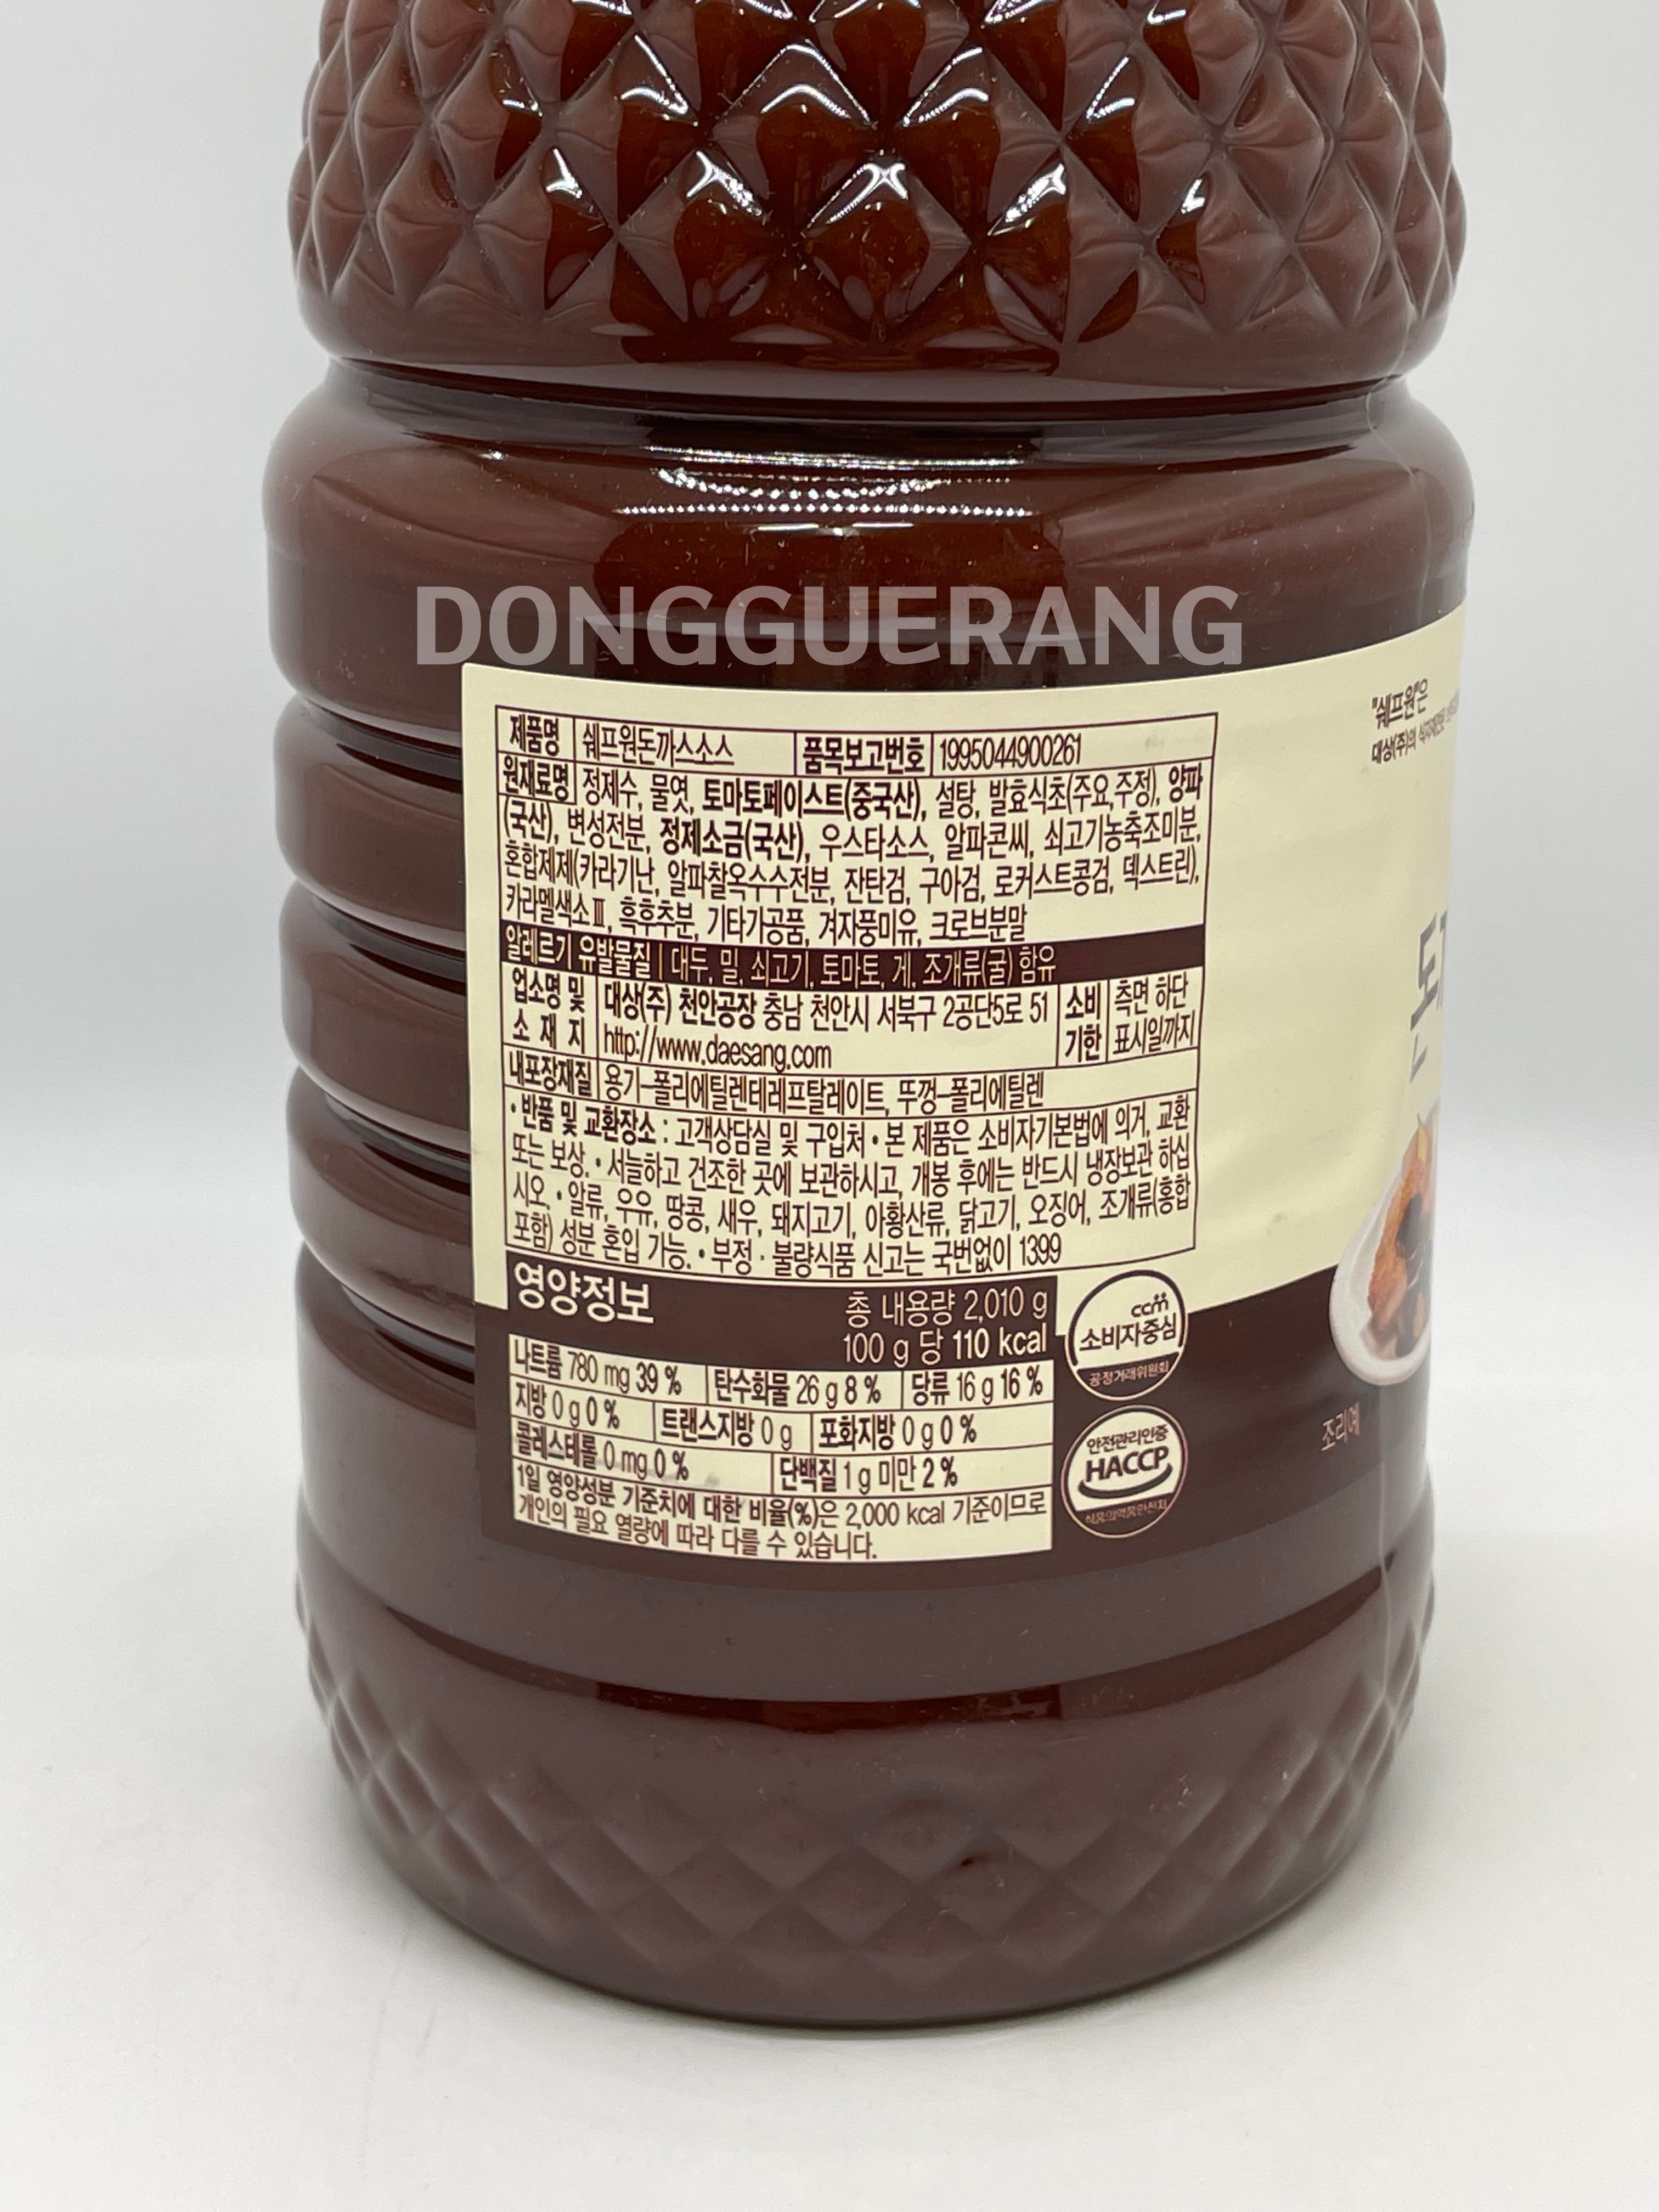 DONGGUERANG
"쉐프원"은
대상(주)의
제품명 쉐프원돈까스소스 품목보고번호 1995044900261
원재료명 정제수, 물엿, 토마토페이스트(중국산), 설탕, 발효식초(주요,주정), 양파
(국산), 변성전분, 정제소금(국산), 우스타소스, 알파콘씨, 쇠고기농축조미분,
혼합제제(카라기난, 알파찰옥수수전분, 잔탄검, 구아검, 로커스트콩검, 덱스트린),
카라멜색소Ⅲ, 흑후추분, 기타가공품, 겨자풍미유, 크로브분말
알레르기 유발물질 | 대두, 밀, 쇠고기, 토마토, 게, 조개류(굴) 함유
업소명 및 대상(주) 천안공장 충남 천안시 서북구 2공단5로 51 소비 측면 하단
소 재 지 http://www.daesang.com 기한 표시일까지
내포장재질 용기-폴리에틸렌테레프탈레이트, 뚜껑-폴리에틸렌
• 반품 및 교환장소 : 고객상담실 및 구입처 • 본 제품은 소비자기본법에 의거, 교환
또는 보상. • 서늘하고 건조한 곳에 보관하시고, 개봉 후에는 반드시 냉장보관 하십
시오. • 알류, 우유, 땅콩, 새우, 돼지고기, 아황산류, 닭고기, 오징어, 조개류(홍합
포함) 성분 혼입 가능. • 부정 · 불량식품 신고는 국번없이 1399
영양정보 총 내용량 2,010 g
100 g 당 110 kcal
나트륨 780 mg 39 % 탄수화물 26 g 8 % 당류 16 g 16 %
지방 0 g 0 % 트랜스지방 0 g 포화지방 0 g 0 %
콜레스테롤 0 mg 0 % 단백질 1 g 미만 2 %
1일 영양성분 기준치에 대한 비율(%)은 2,000 kcal 기준이므로
개인의 필요 열량에 따라 다를 수 있습니다.
ccm
소비자중심
공정거래위원회
안전관리인증
HACCP
식품의약품안전처
조리예